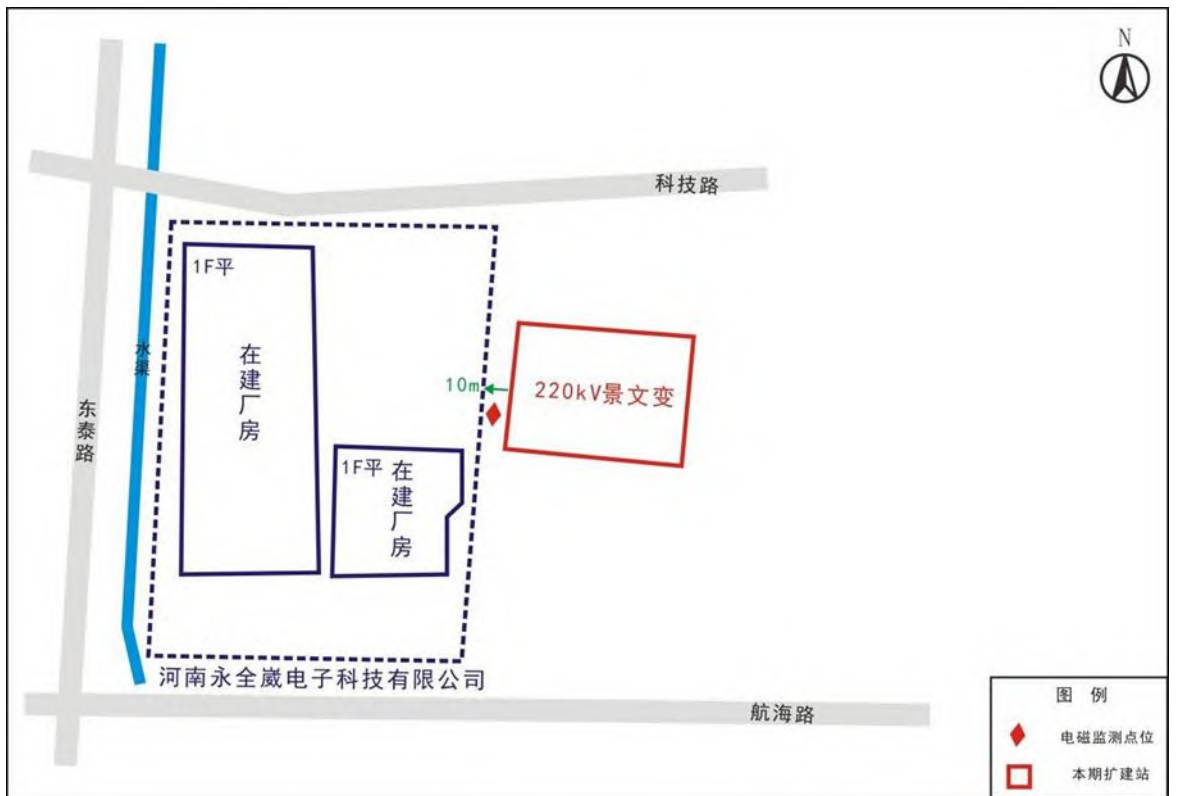 N
科技路
1F平
在建厂房
水渠
东泰路
10m
220kV景文变
1F平
在建厂房
河南永全崴电子科技有限公司
航海路
图 例
电磁监测点位
本期扩建站